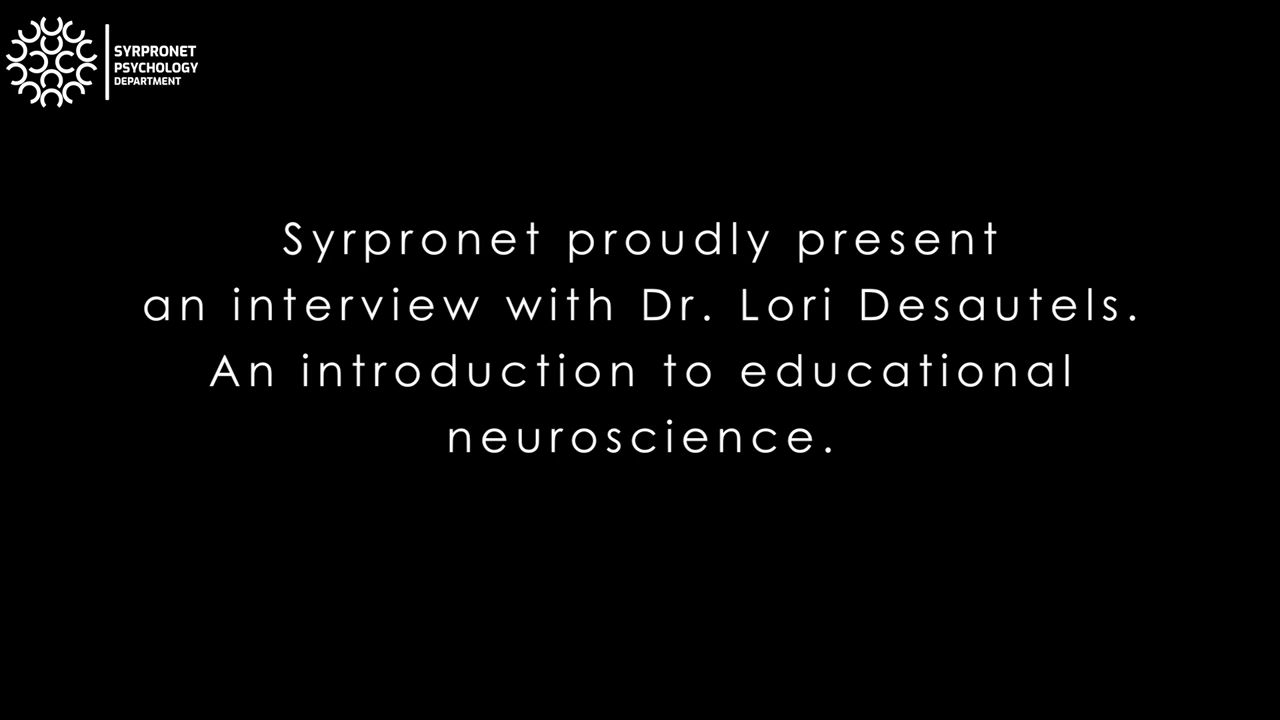 SYRPRONET
PSYCHOLOGY
DEPARTMENT
Syrpronet proudly present
an interview with Dr. Lori Desautels.
An introduction to educational
neuroscience.